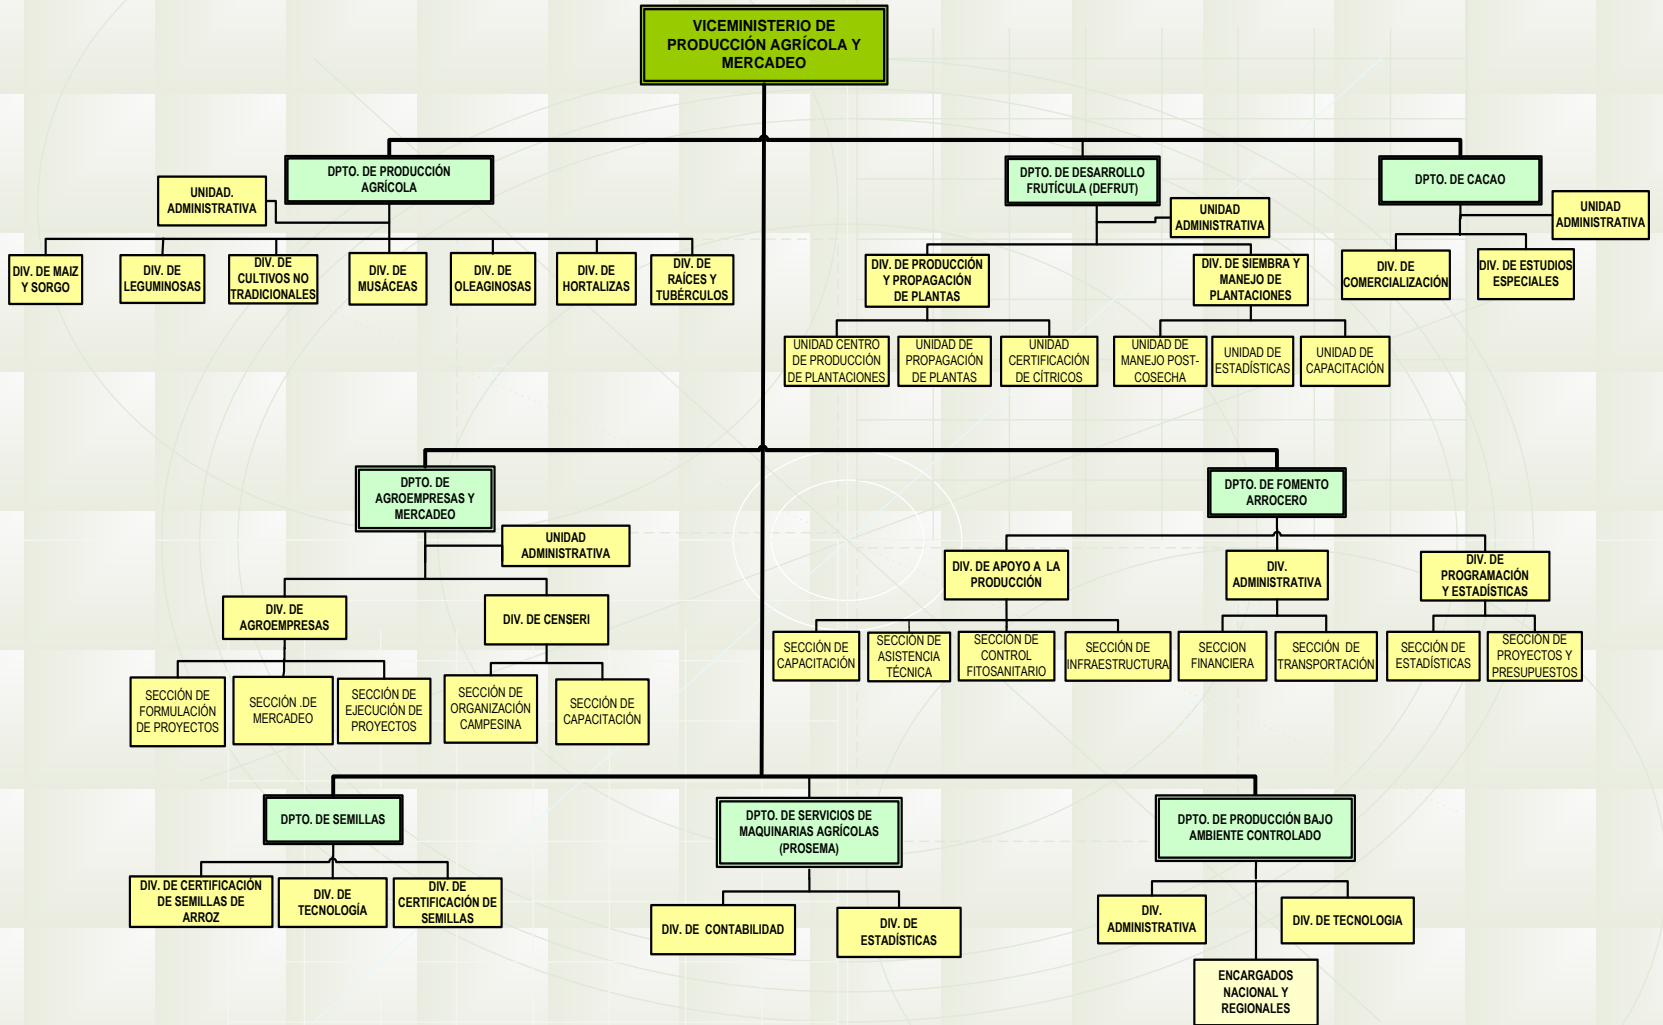 VICEMINISTERIO DE
PRODUCCIÓN AGRÍCOLA Y
MERCADEO
DPTO. DE PRODUCCIÓN
AGRÍCOLA
DPTO. DE DESARROLLO
FRUTÍCULA (DEFRUT)
DPTO. DE CACAO
UNIDAD.
ADMINISTRATIVA
UNIDAD
ADMINISTRATIVA
UNIDAD
ADMINISTRATIVA
DIV. DE MAIZ
Y SORGO
DIV. DE
LEGUMINOSAS
DIV. DE
CULTIVOS NO
TRADICIONALES
DIV. DE
MUSÁCEAS
DIV. DE
OLEAGINOSAS
DIV. DE
HORTALIZAS
DIV. DE
RAÍCES Y
TUBÉRCULOS
DIV. DE PRODUCCIÓN
Y PROPAGACIÓN
DE PLANTAS
DIV. DE SIEMBRA Y
MANEJO DE
PLANTACIONES
DIV. DE
COMERCIALIZACIÓN
DIV. DE ESTUDIOS
ESPECIALES
UNIDAD CENTRO
DE PRODUCCIÓN
DE PLANTACIONES
UNIDAD DE
PROPAGACIÓN
DE PLANTAS
UNIDAD
CERTIFICACIÓN
DE CÍTRICOS
UNIDAD DE
MANEJO POST-
COSECHA
UNIDAD DE
ESTADÍSTICAS
UNIDAD DE
CAPACITACIÓN
DPTO. DE
AGROEMPRESAS Y
MERCADEO
DPTO. DE FOMENTO
ARROCERO
UNIDAD
ADMINISTRATIVA
DIV. DE
AGROEMPRESAS
DIV. DE CENSERI
DIV. DE APOYO A  LA
PRODUCCIÓN
DIV.
ADMINISTRATIVA
DIV. DE
PROGRAMACIÓN
Y ESTADÍSTICAS
SECCIÓN DE
FORMULACIÓN
DE PROYECTOS
SECCIÓN .DE
MERCADEO
SECCIÓN DE
EJECUCIÓN DE
PROYECTOS
SECCIÓN DE
ORGANIZACIÓN
CAMPESINA
SECCIÓN DE
CAPACITACIÓN
SECCIÓN DE
CAPACITACIÓN
SECCIÓN DE
ASISTENCIA
TÉCNICA
SECCIÓN DE
CONTROL
FITOSANITARIO
SECCIÓN DE
INFRAESTRUCTURA
SECCION
FINANCIERA
SECCIÓN  DE
TRANSPORTACIÓN
SECCIÓN DE
ESTADÍSTICAS
SECCIÓN DE
PROYECTOS Y
PRESUPUESTOS
DPTO. DE SEMILLAS
DPTO. DE SERVICIOS DE
MAQUINARIAS AGRÍCOLAS
(PROSEMA)
DPTO. DE PRODUCCIÓN BAJO
AMBIENTE CONTROLADO
DIV. DE CERTIFICACIÓN
DE SEMILLAS DE
ARROZ
DIV. DE
TECNOLOGÍA
DIV. DE
CERTIFICACIÓN DE
SEMILLAS
DIV. DE  CONTABILIDAD
DIV. DE
ESTADÍSTICAS
DIV.
ADMINISTRATIVA
DIV. DE TECNOLOGIA
ENCARGADOS
NACIONAL Y
REGIONALES